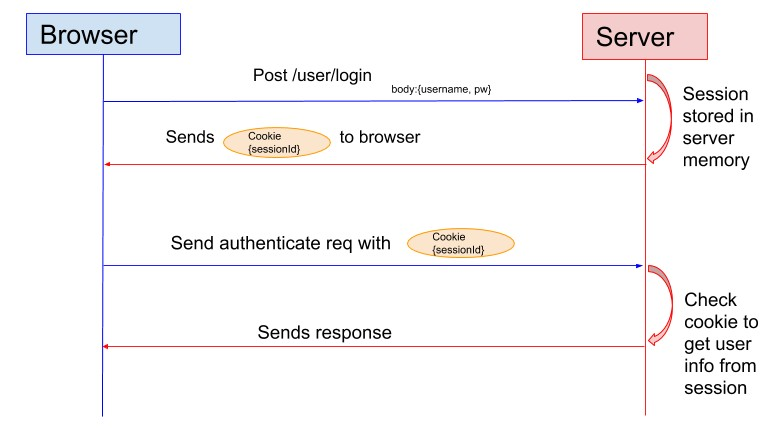 Browser
Server
Post /user/login
body:{username, pw}
Session
stored in
server
memory
Sends Cookie {sessionId} to browser
Send authenticate req with Cookie {sessionId}
Check
cookie to
get user
info from
session
Sends response